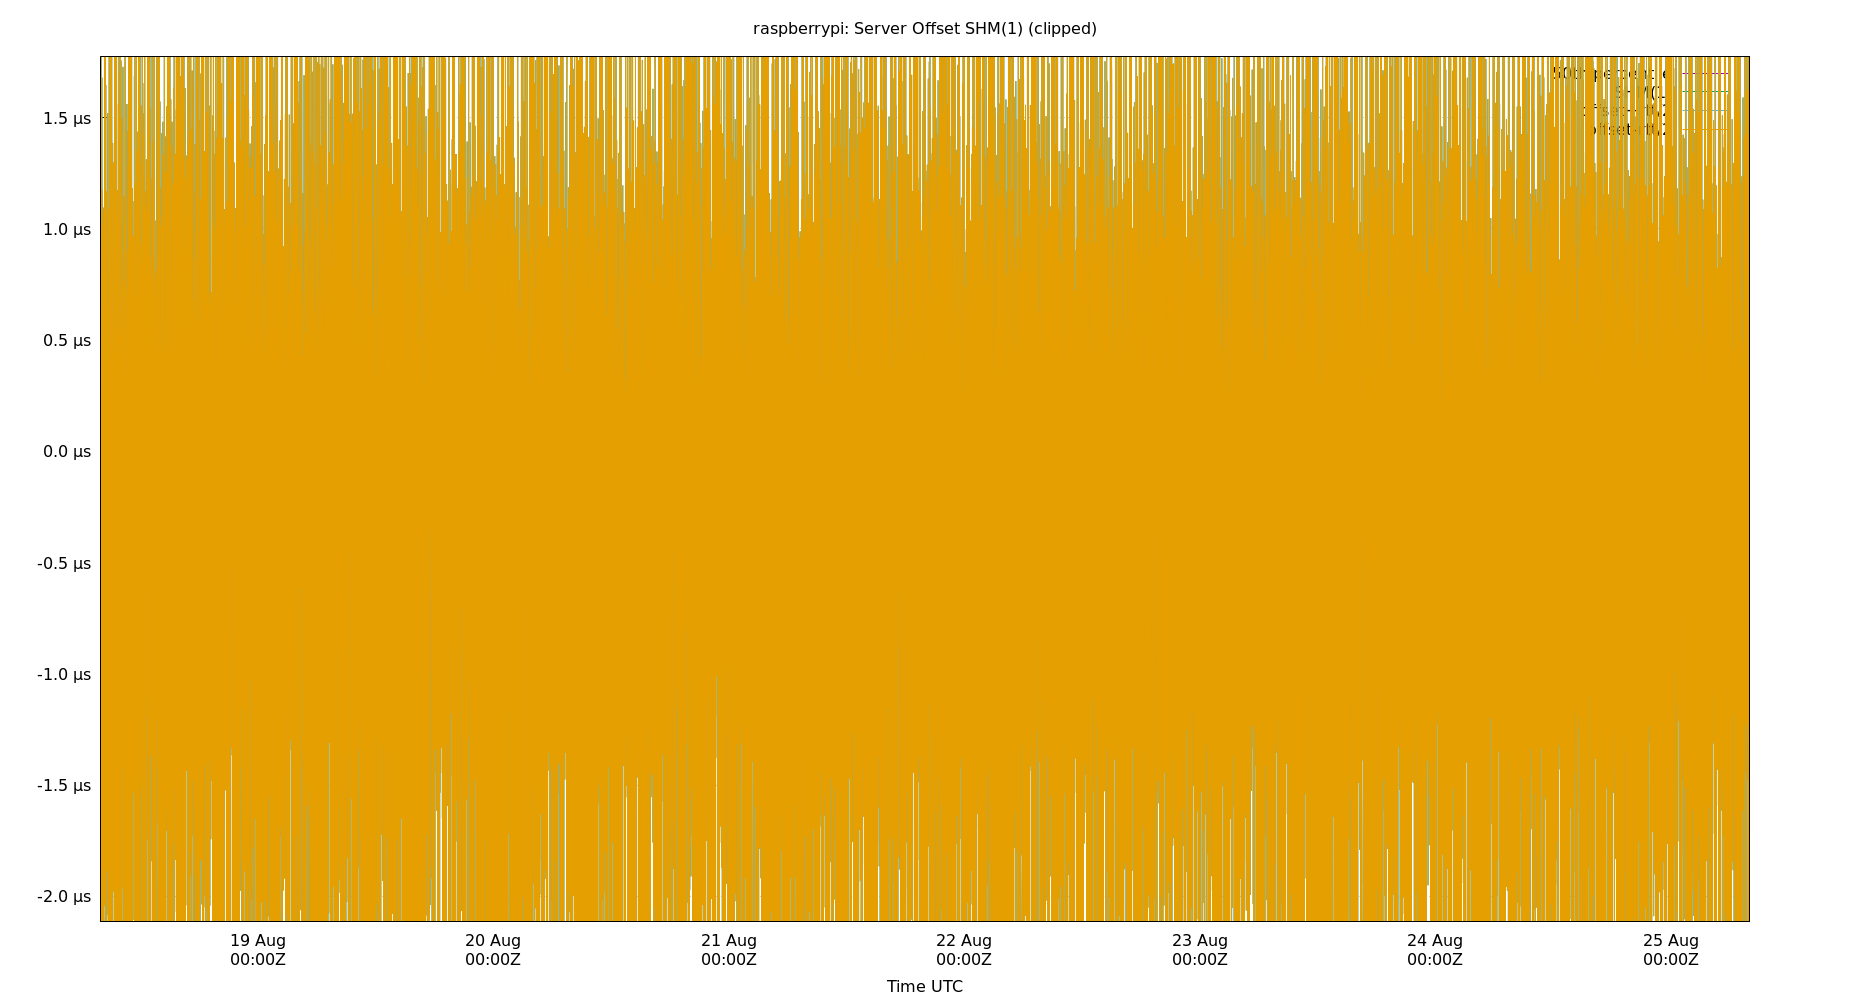 raspberrypi: Server Offset SHM(1) (clipped)
1.5 µs
1.0 µs
0.5 µs
0.0 µs
-0.5 µs
-1.0 µs
-1.5 µs
-2.0 µs
19 Aug 20 Aug 21 Aug 22 Aug 23 Aug 24 Aug 25 Aug
00:00Z 00:00Z 00:00Z 00:00Z 00:00Z 00:00Z 00:00Z
Time UTC